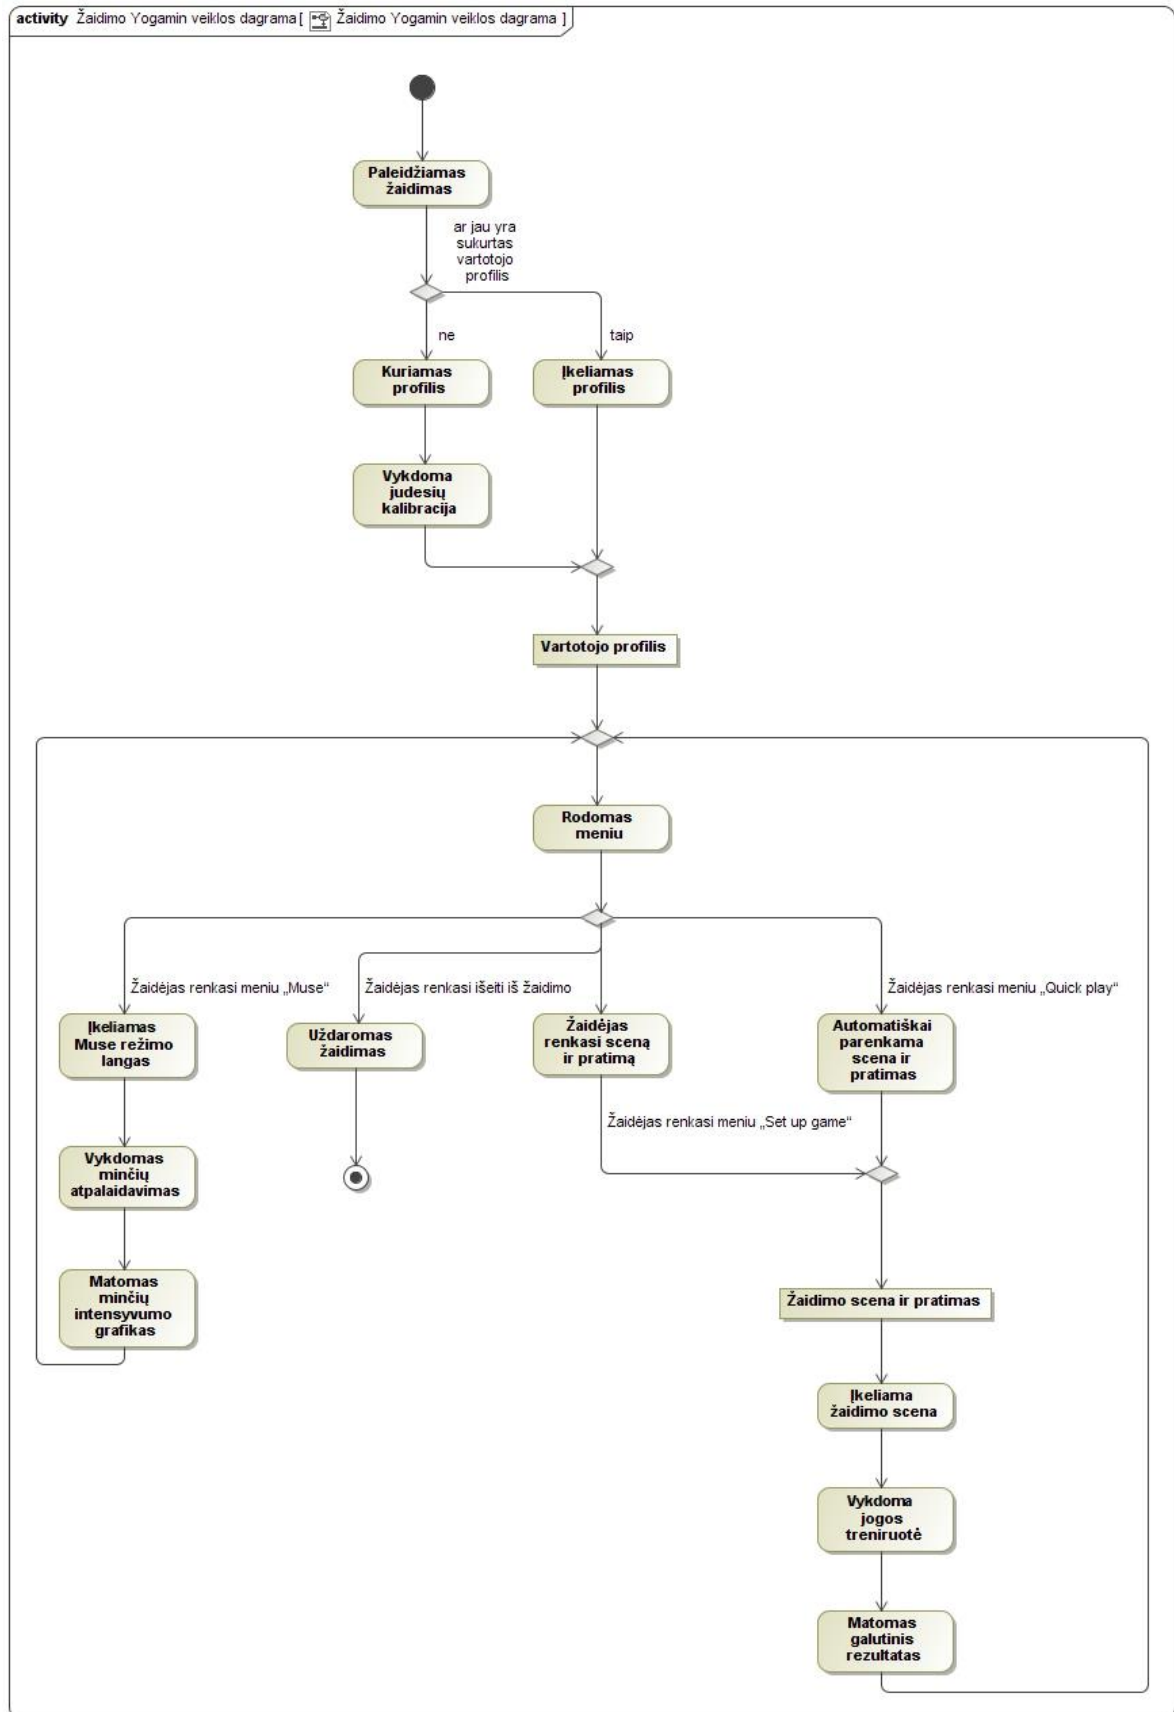 activity Žaidimo Yogamin veiklos dagrama [ Žaidimo Yogamin veiklos dagrama ]
Paleidžiamas
žaidimas
ar jau yra
sukurtas
vartotojo
profilis
ne
taip
Kuriamas
profilis
Įkeliamas
profilis
Vykdoma
judesių
kalibracija
Vartotojo profilis
Rodomas
meniu
Žaidėjas renkasi meniu „Muse“
Žaidėjas renkasi išeiti iš žaidimo
Žaidėjas renkasi meniu „Quick play“
Įkeliamas
Muse režimo
langas
Uždaromas
žaidimas
Žaidėjas
renkasi sceną
ir pratimą
Automatiškai
parenkama
scena ir
pratimas
Žaidėjas renkasi meniu „Set up game“
Vykdomas
minčių
atpalaidavimas
Matomas
minčių
intensyvumo
grafikas
Žaidimo scena ir pratimas
Įkeliama
žaidimo scena
Vykdoma
jogos
treniruotė
Matomas
galutinis
rezultatas